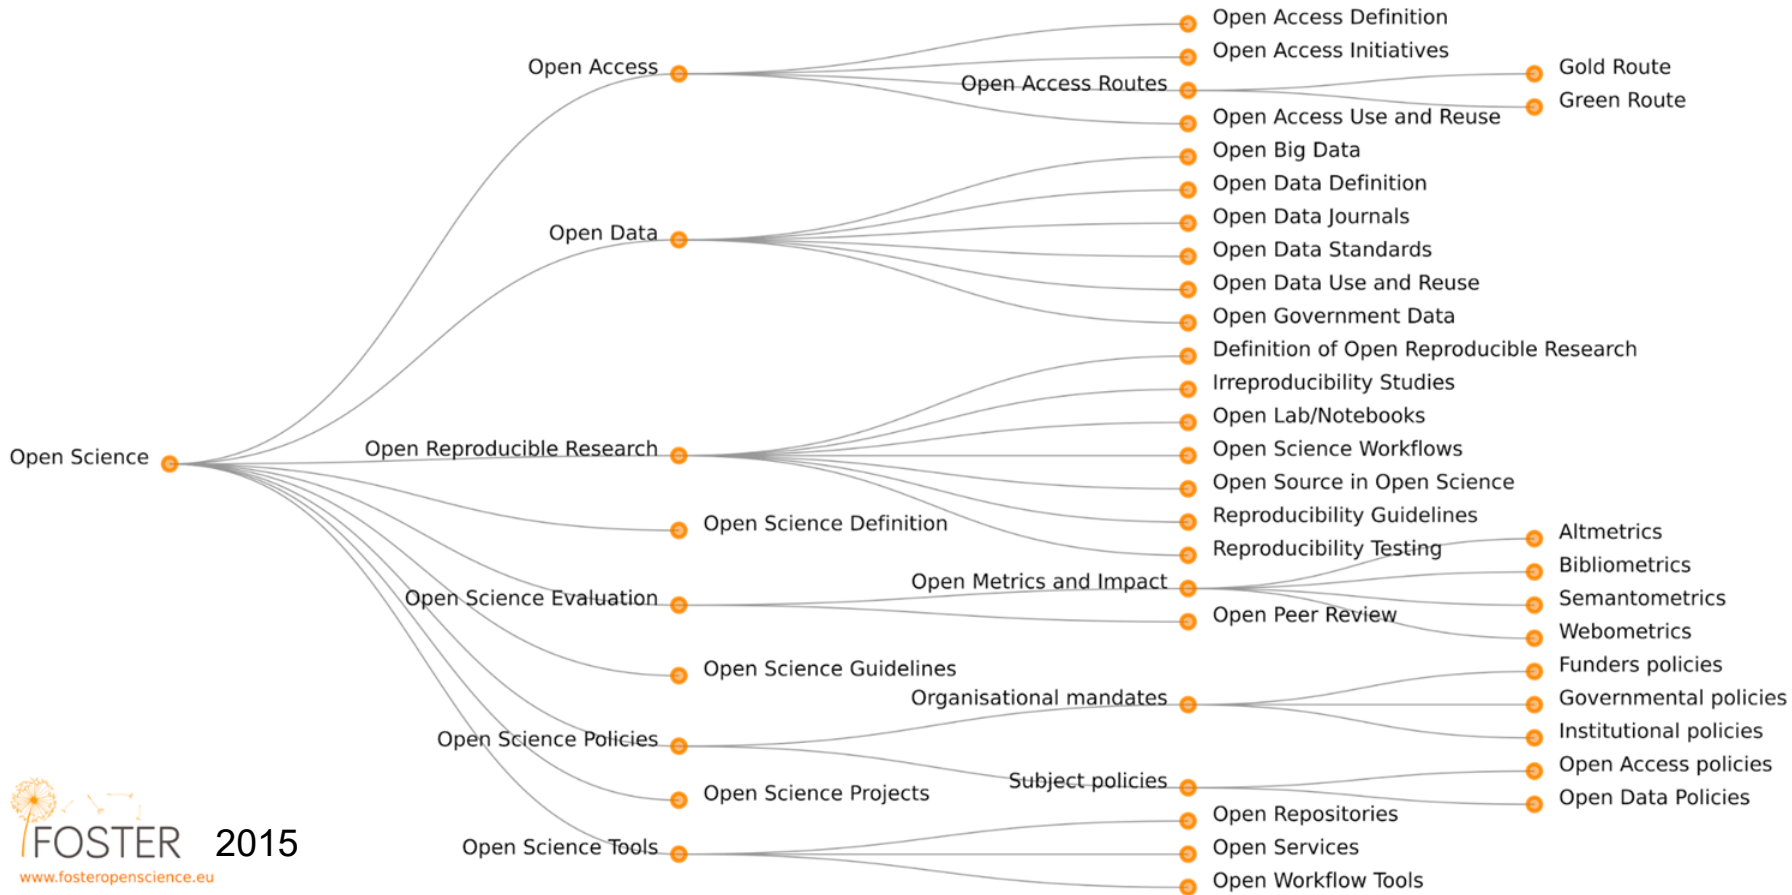 Open Science
Open Access
Open Access Definition
Open Access Initiatives
Open Access Routes
Gold Route
Green Route
Open Access Use and Reuse
Open Data
Open Big Data
Open Data Definition
Open Data Journals
Open Data Standards
Open Data Use and Reuse
Open Government Data
Open Reproducible Research
Definition of Open Reproducible Research
Irreproducibility Studies
Open Lab/Notebooks
Open Science Workflows
Open Source in Open Science
Reproducibility Guidelines
Reproducibility Testing
Open Science Definition
Open Science Evaluation
Open Metrics and Impact
Altmetrics
Bibliometrics
Semantometrics
Webometrics
Open Peer Review
Open Science Guidelines
Open Science Policies
Organisational mandates
Funders policies
Governmental policies
Institutional policies
Subject policies
Open Access policies
Open Data Policies
Open Science Projects
Open Science Tools
Open Repositories
Open Services
Open Workflow Tools
FOSTER 2015
www.fosteropenscience.eu